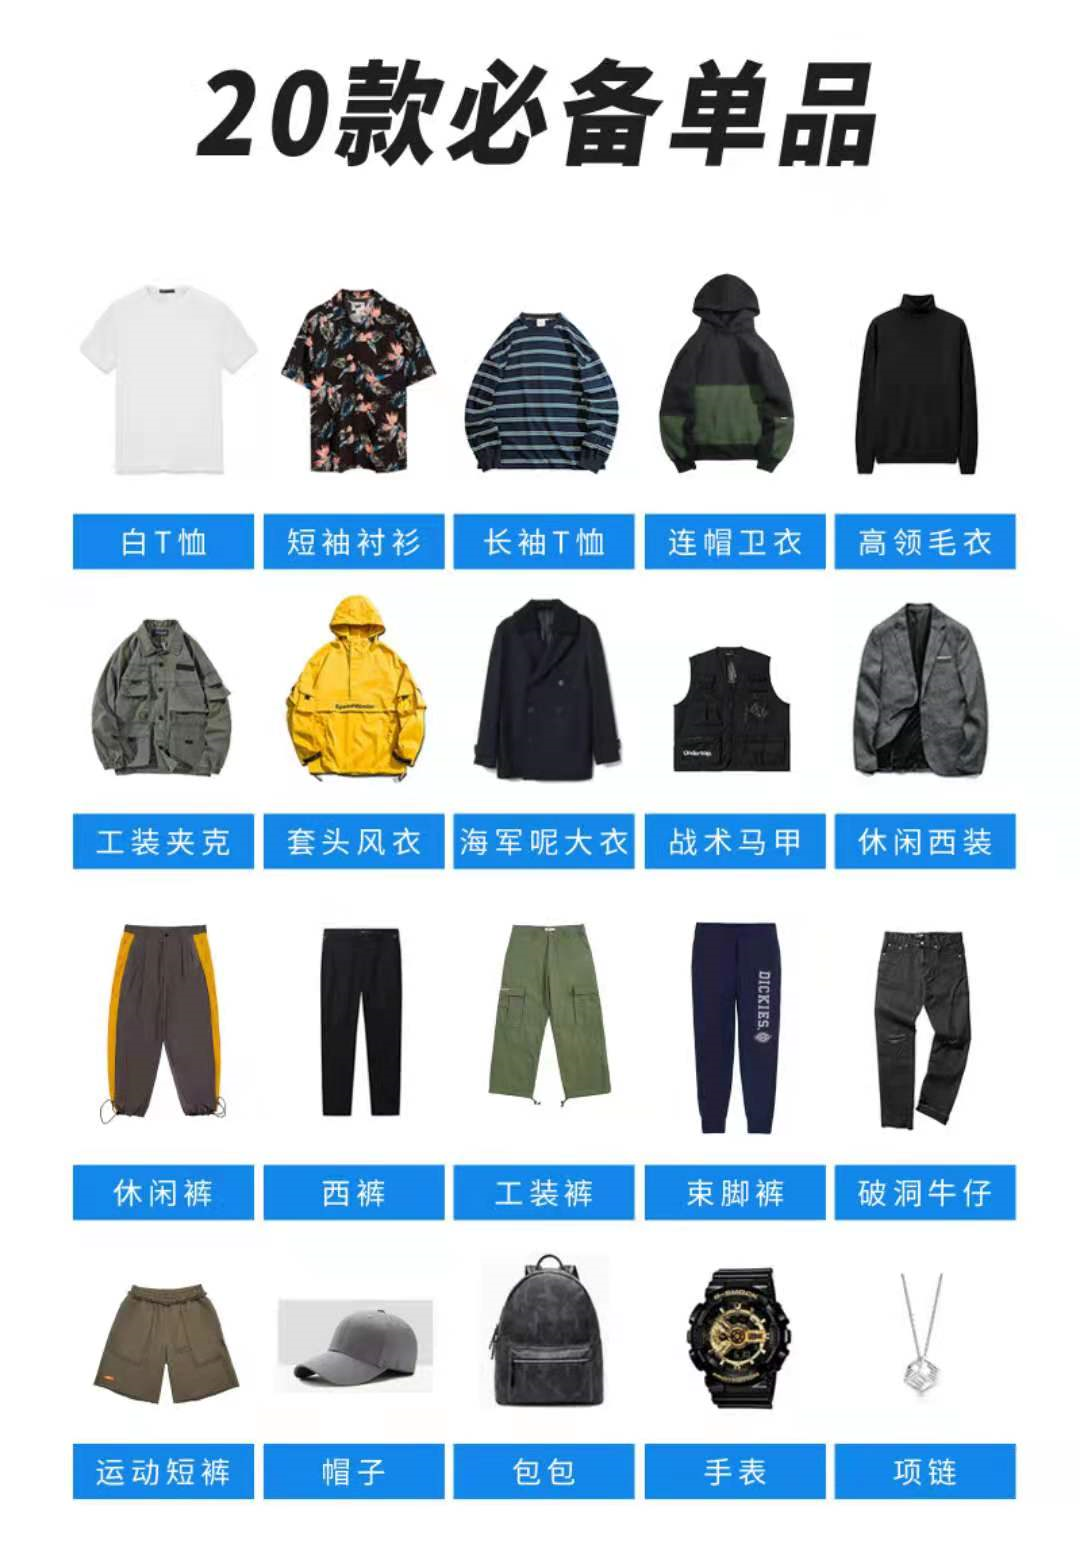 20款必备单品
白T恤
短袖衬衫
长袖T恤
连帽卫衣
高领毛衣
工装夹克
套头风衣
海军呢大衣
战术马甲
休闲西装
DICKIES
休闲裤
西裤
工装裤
束脚裤
破洞牛仔
运动短裤
帽子
包包
手表
项链